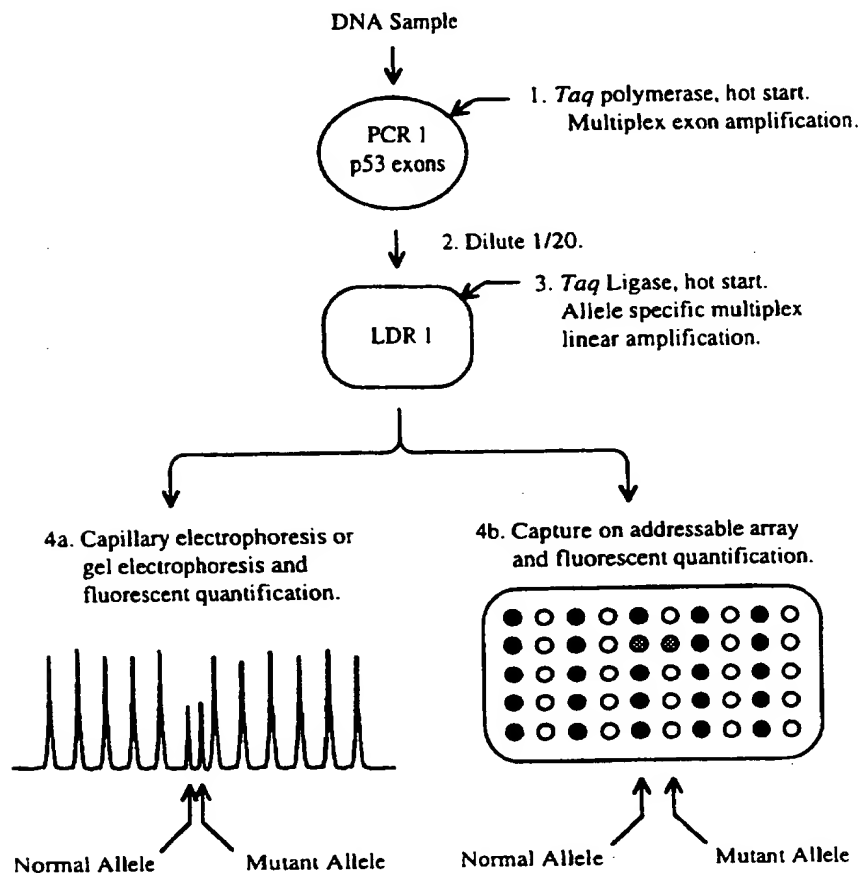 DNA Sample
1. Taq polymerase, hot start.
Multiplex exon amplification.
PCR 1
p53 exons
2. Dilute 1/20.
3. Taq Ligase, hot start.
Allele specific multiplex
linear amplification.
LDR 1
4a. Capillary electrophoresis or
gel electrophoresis and
fluorescent quantification.
4b. Capture on addressable array
and fluorescent quantification.
Normal Allele
Mutant Allele
Normal Allele
Mutant Allele